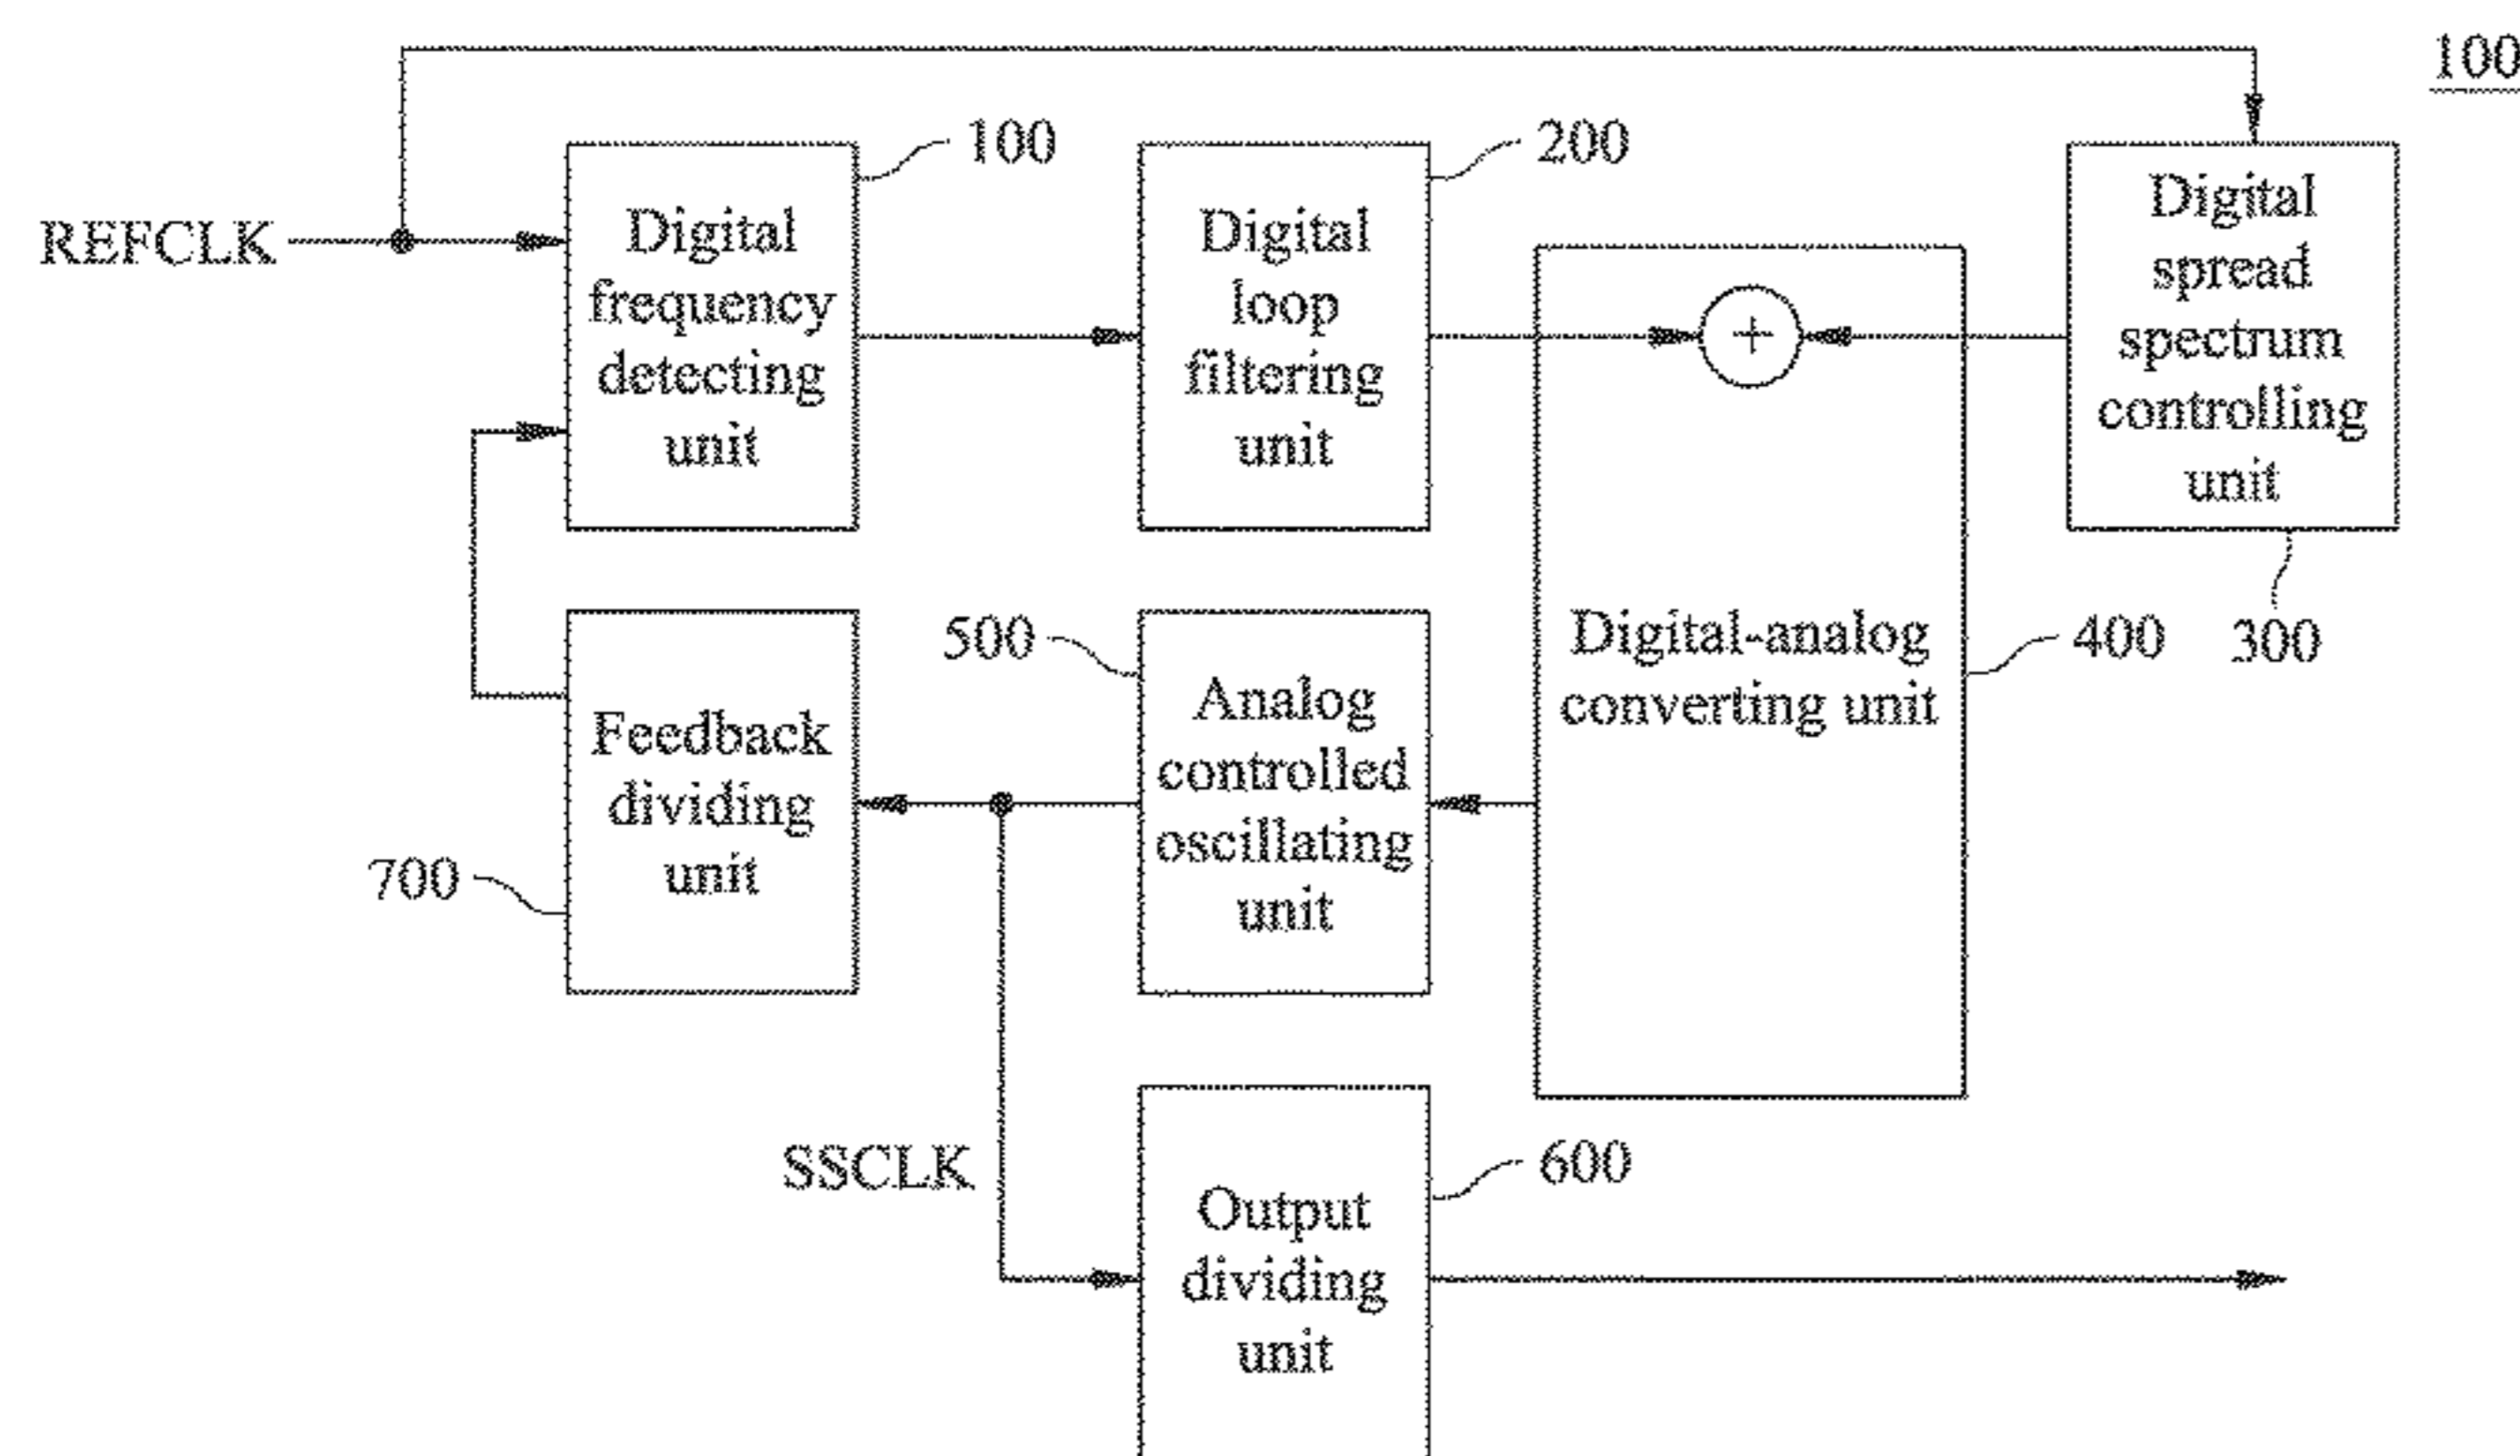 100
100
200
REFCLK
Digital
frequency
detecting
unit
Digital
loop
filtering
unit
+
Digital
spread
spectrum
controlling
unit
300
400
Digital-analog
converting unit
500
Analog
controlled
oscillating
unit
Feedback
dividing
unit
700
SSCLK
600
Output
dividing
unit